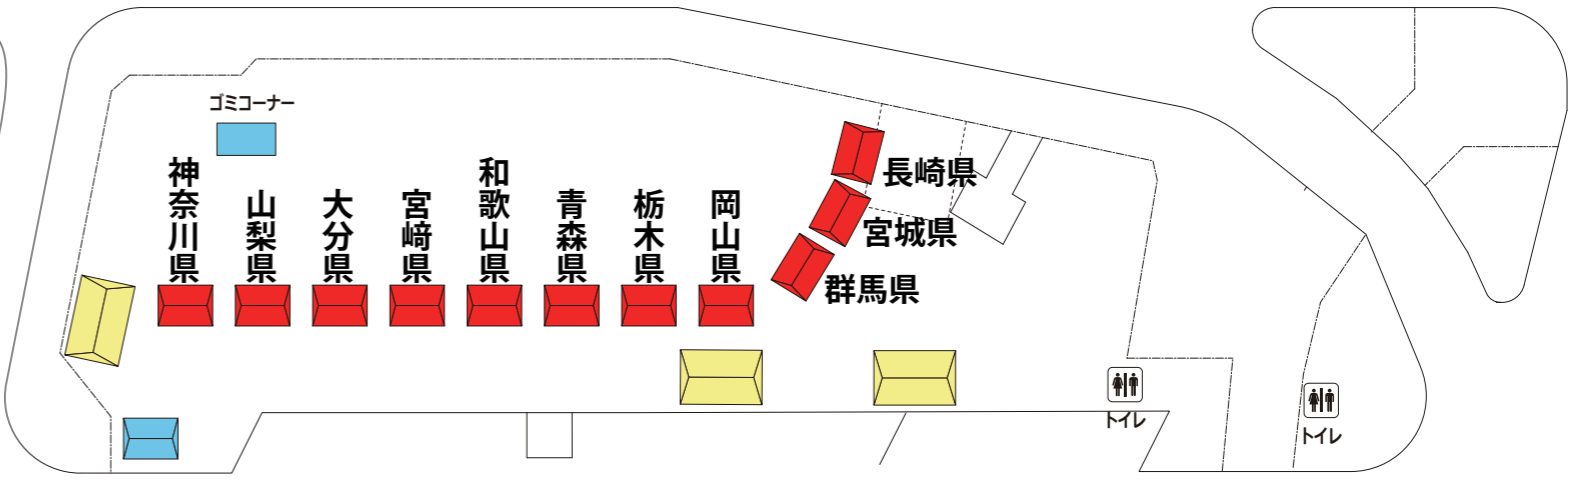 ゴミコーナー
神奈川県
山梨県
大分県
宮﨑県
和歌山県
青森県
栃木県
岡山県
長崎県
宮城県
群馬県
トイレ
トイレ